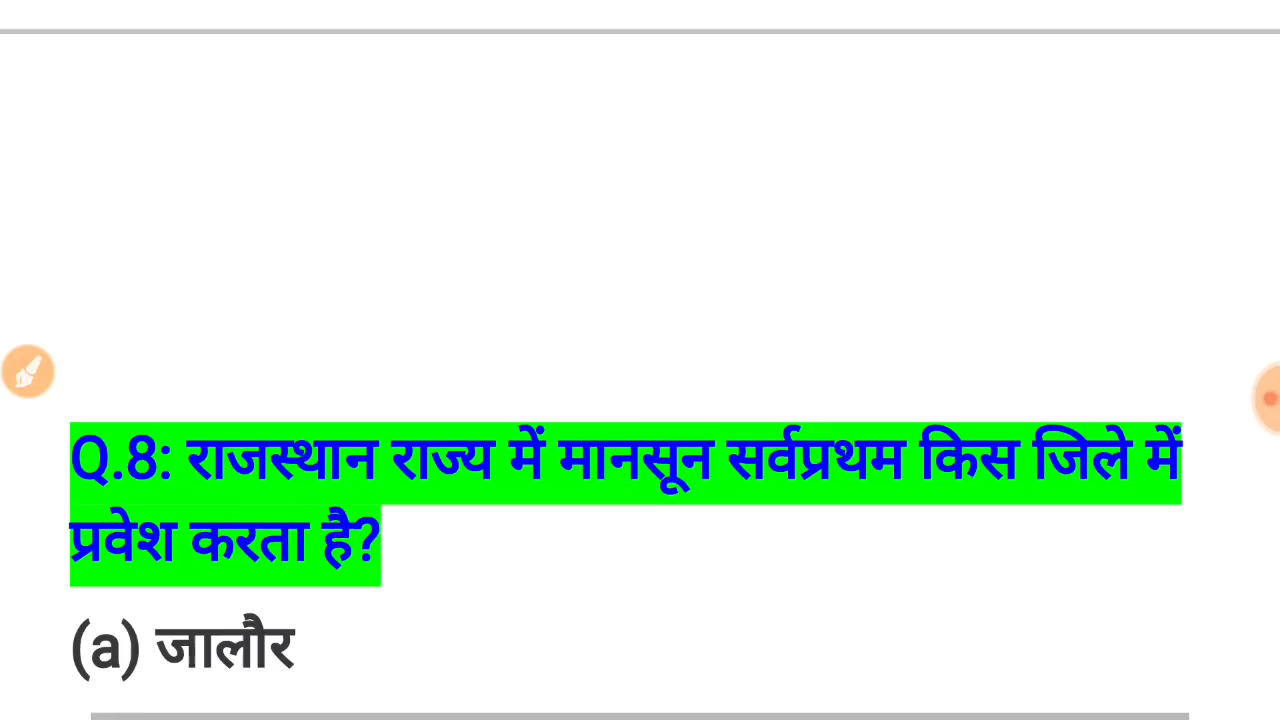 Q.8: राजस्थान राज्य में मानसून सर्वप्रथम किस जिले में
प्रवेश करता है?
(a) जालौर